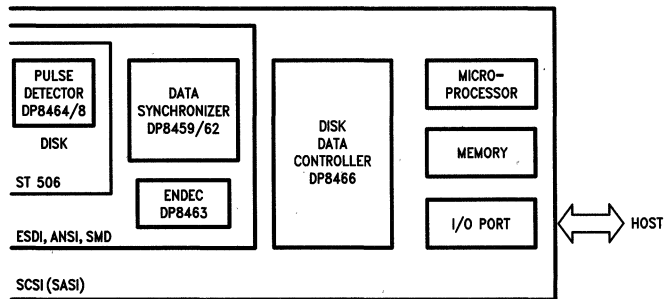 PULSE
DETECTOR
DP8464/8
DISK
ST 506
DATA
SYNCHRONIZER
DP8459/62
ENDEC
DP8463
ESDI, ANSI, SMD
DISK
DATA
CONTROLLER
DP8466
MICRO-
PROCESSOR
MEMORY
I/O PORT
HOST
SCSI (SASI)